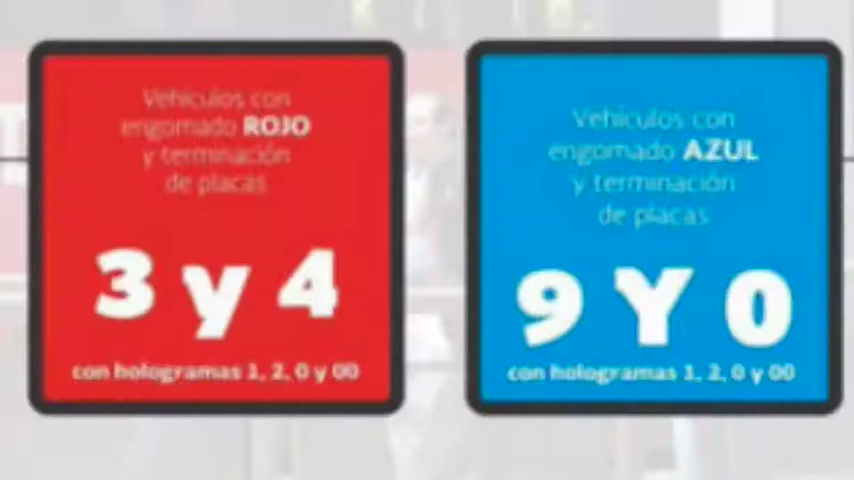 Vehículos con
engomado ROJO
y terminación
de placas
3 y 4
con hologramas 1, 2, 0 y 00
Vehículos con
engomado AZUL
y terminación
de placas
9 Y 0
con hologramas 1, 2, 0 y 00